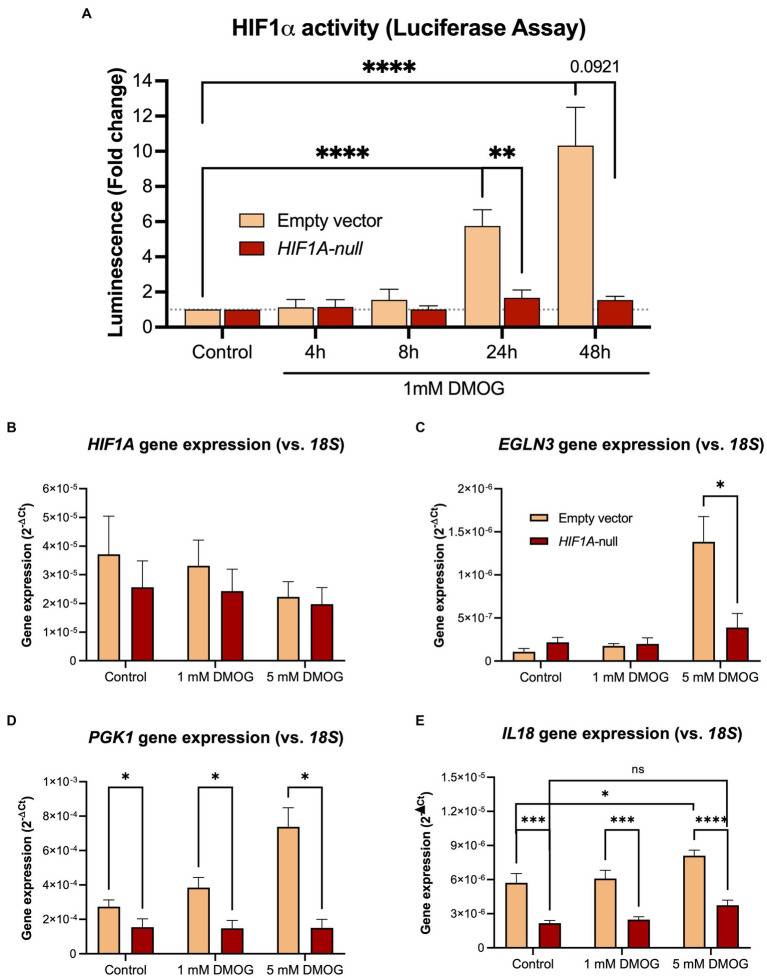 A
HIF1α activity (Luciferase Assay)
Luminescence (Fold change)
14
12
10
8
6
4
2
0
****
0.0921
****
**
Empty vector
HIF1A-null
Control
4h
8h
24h
48h
1mM DMOG
B
HIF1A gene expression (vs. 18S)
Gene expression (2^-ΔCt)
5×10^-5
4×10^-5
3×10^-5
2×10^-5
1×10^-5
0
Control
1 mM DMOG
5 mM DMOG
C
EGLN3 gene expression (vs. 18S)
Gene expression (2^-ΔCt)
2×10^-6
1.5×10^-6
1×10^-6
5×10^-7
0
*
Empty vector
HIF1A-null
Control
1 mM DMOG
5 mM DMOG
D
PGK1 gene expression (vs. 18S)
Gene expression (2^-ΔCt)
1×10^-3
8×10^-4
6×10^-4
4×10^-4
2×10^-4
0
*
*
*
Control
1 mM DMOG
5 mM DMOG
E
IL18 gene expression (vs. 18S)
Gene expression (2^-ΔCt)
1.5×10^-5
1.2×10^-5
9×10^-6
6×10^-6
3×10^-6
0
ns
*
***
***
****
Control
1 mM DMOG
5 mM DMOG